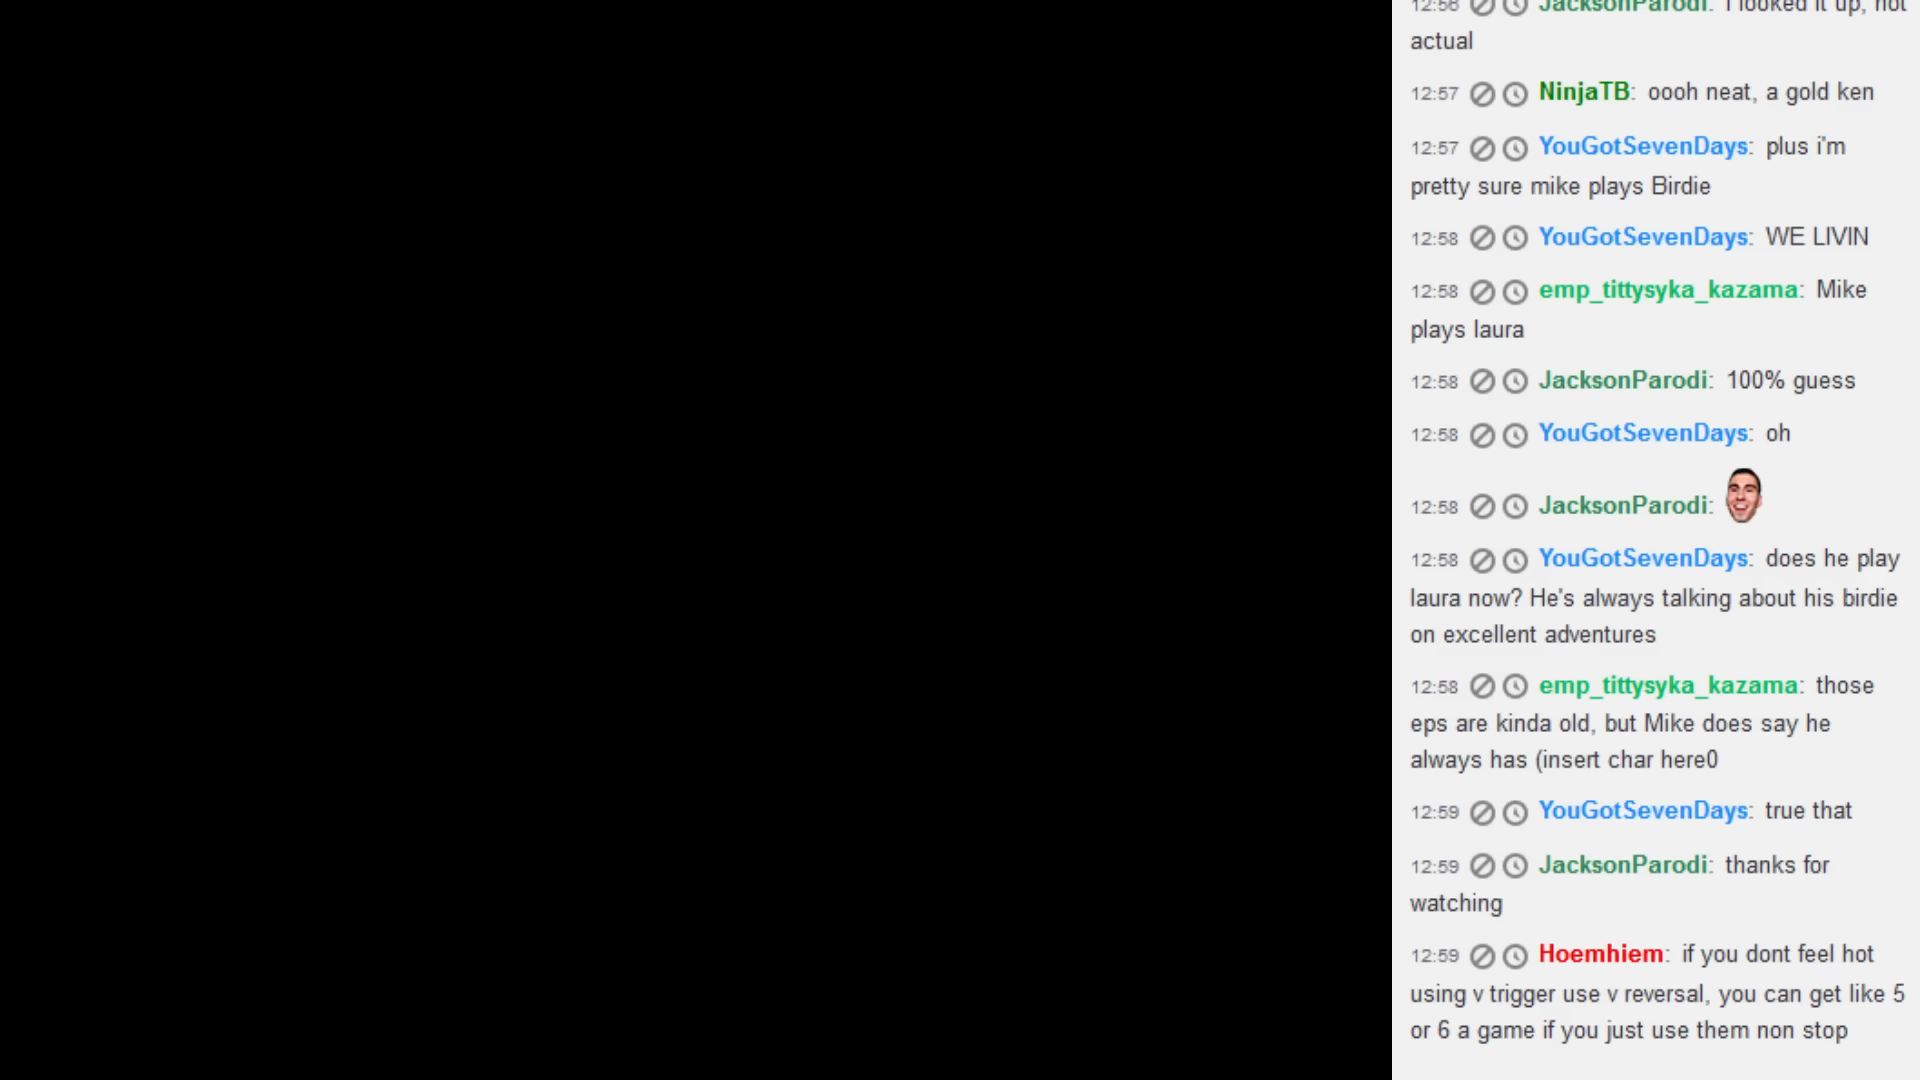 12:56 JacksonParodi: I looked it up, not
actual
12:57 NinjaTB: oooh neat, a gold ken
12:57 YouGotSevenDays: plus i'm
pretty sure mike plays Birdie
12:58 YouGotSevenDays: WE LIVIN
12:58 emp_tittysyka_kazama: Mike
plays laura
12:58 JacksonParodi: 100% guess
12:58 YouGotSevenDays: oh
12:58 JacksonParodi:
12:58 YouGotSevenDays: does he play
laura now? He's always talking about his birdie
on excellent adventures
12:58 emp_tittysyka_kazama: those
eps are kinda old, but Mike does say he
always has (insert char here0
12:59 YouGotSevenDays: true that
12:59 JacksonParodi: thanks for
watching
12:59 Hoemhiem: if you dont feel hot
using v trigger use v reversal, you can get like 5
or 6 a game if you just use them non stop